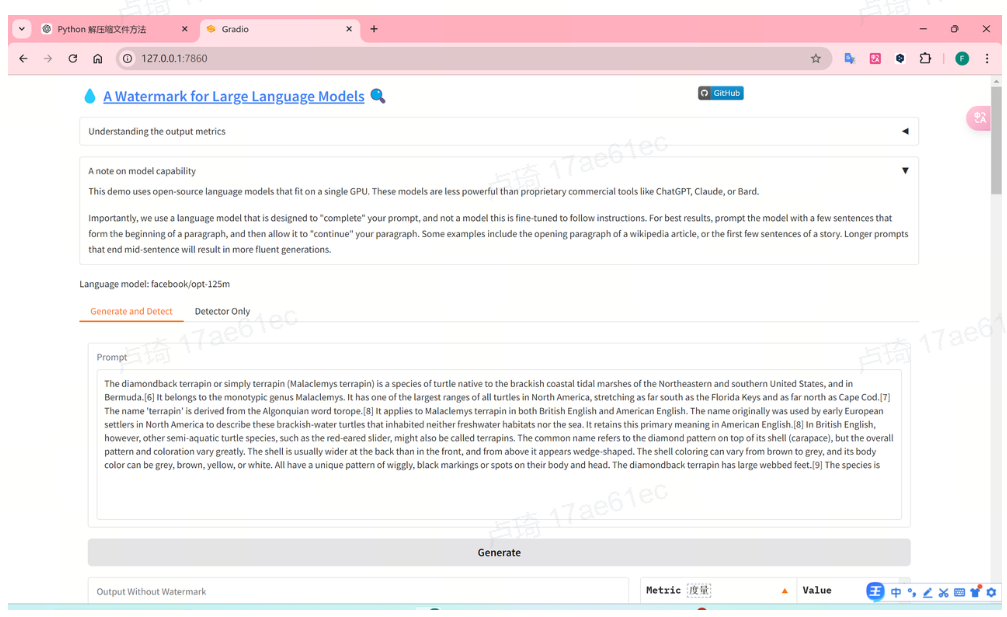 Python 解压缩文件方法
Gradio
127.0.0.1:7860
F
A Watermark for Large Language Models
GitHub
Understanding the output metrics
A note on model capability
This demo uses open-source language models that fit on a single GPU. These models are less powerful than proprietary commercial tools like ChatGPT, Claude, or Bard.
Importantly, we use a language model that is designed to "complete" your prompt, and not a model this is fine-tuned to follow instructions. For best results, prompt the model with a few sentences that
form the beginning of a paragraph, and then allow it to "continue" your paragraph. Some examples include the opening paragraph of a wikipedia article, or the first few sentences of a story. Longer prompts
that end mid-sentence will result in more fluent generations.
Language model: facebook/opt-125m
Generate and Detect Detector Only
Prompt
The diamondback terrapin or simply terrapin (Malaclemys terrapin) is a species of turtle native to the brackish coastal tidal marshes of the Northeastern and southern United States, and in
Bermuda.[6] It belongs to the monotypic genus Malaclemys. It has one of the largest ranges of all turtles in North America, stretching as far south as the Florida Keys and as far north as Cape Cod.[7]
The name 'terrapin' is derived from the Algonquian word torope.[8] It applies to Malaclemys terrapin in both British English and American English. The name originally was used by early European
settlers in North America to describe these brackish-water turtles that inhabited neither freshwater habitats nor the sea. It retains this primary meaning in American English.[8] In British English,
however, other semi-aquatic turtle species, such as the red-eared slider, might also be called terrapins. The common name refers to the diamond pattern on top of its shell (carapace), but the overall
pattern and coloration vary greatly. The shell is usually wider at the back than in the front, and from above it appears wedge-shaped. The shell coloring can vary from brown to grey, and its body
color can be grey, brown, yellow, or white. All have a unique pattern of wiggly, black markings or spots on their body and head. The diamondback terrapin has large webbed feet.[9] The species is
Generate
Output Without Watermark
Metric 度量 Value
王 中
卢琦 17ae61ec
卢琦 17ae61ec
卢琦 17ae61ec